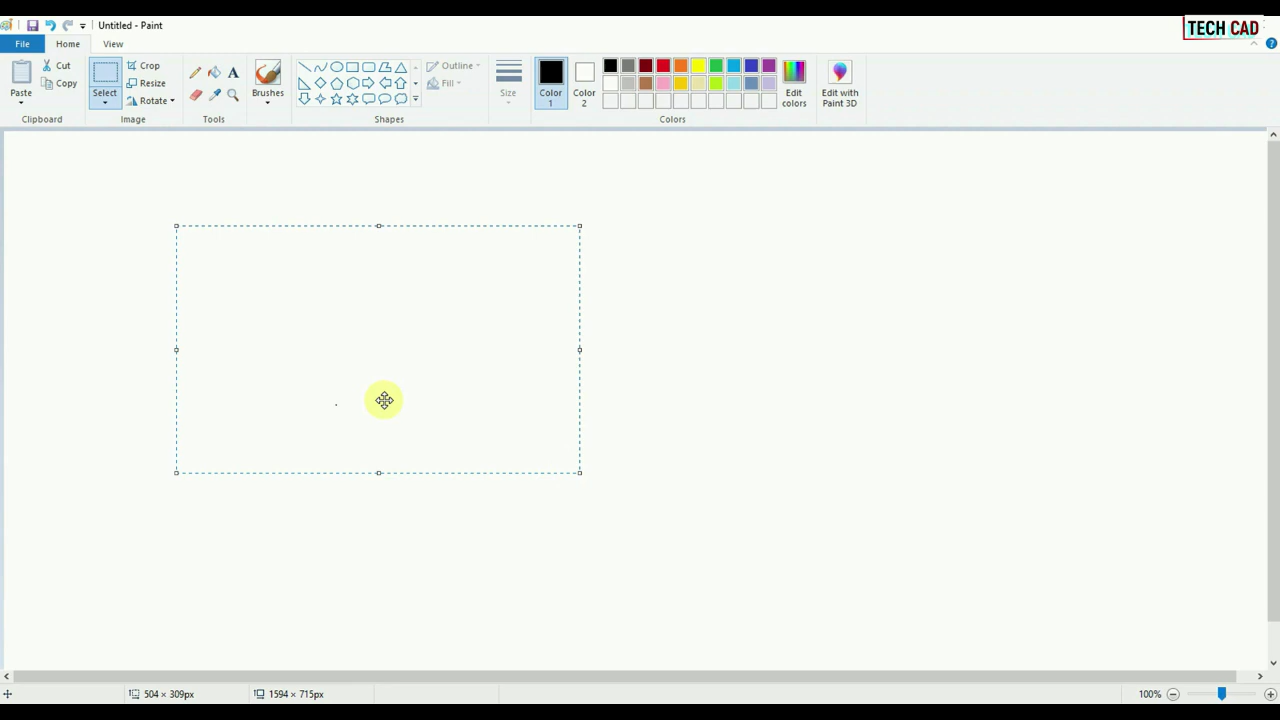 Untitled - Paint
TECH CAD
File
Home
View
Paste
Cut
Copy
Clipboard
Select
Crop
Resize
Rotate
Image
A
Tools
Brushes
Outline
Fill
Shapes
Size
Color
1
Color
2
Edit
colors
Colors
Edit with
Paint 3D
504 × 309px
1594 × 715px
100%